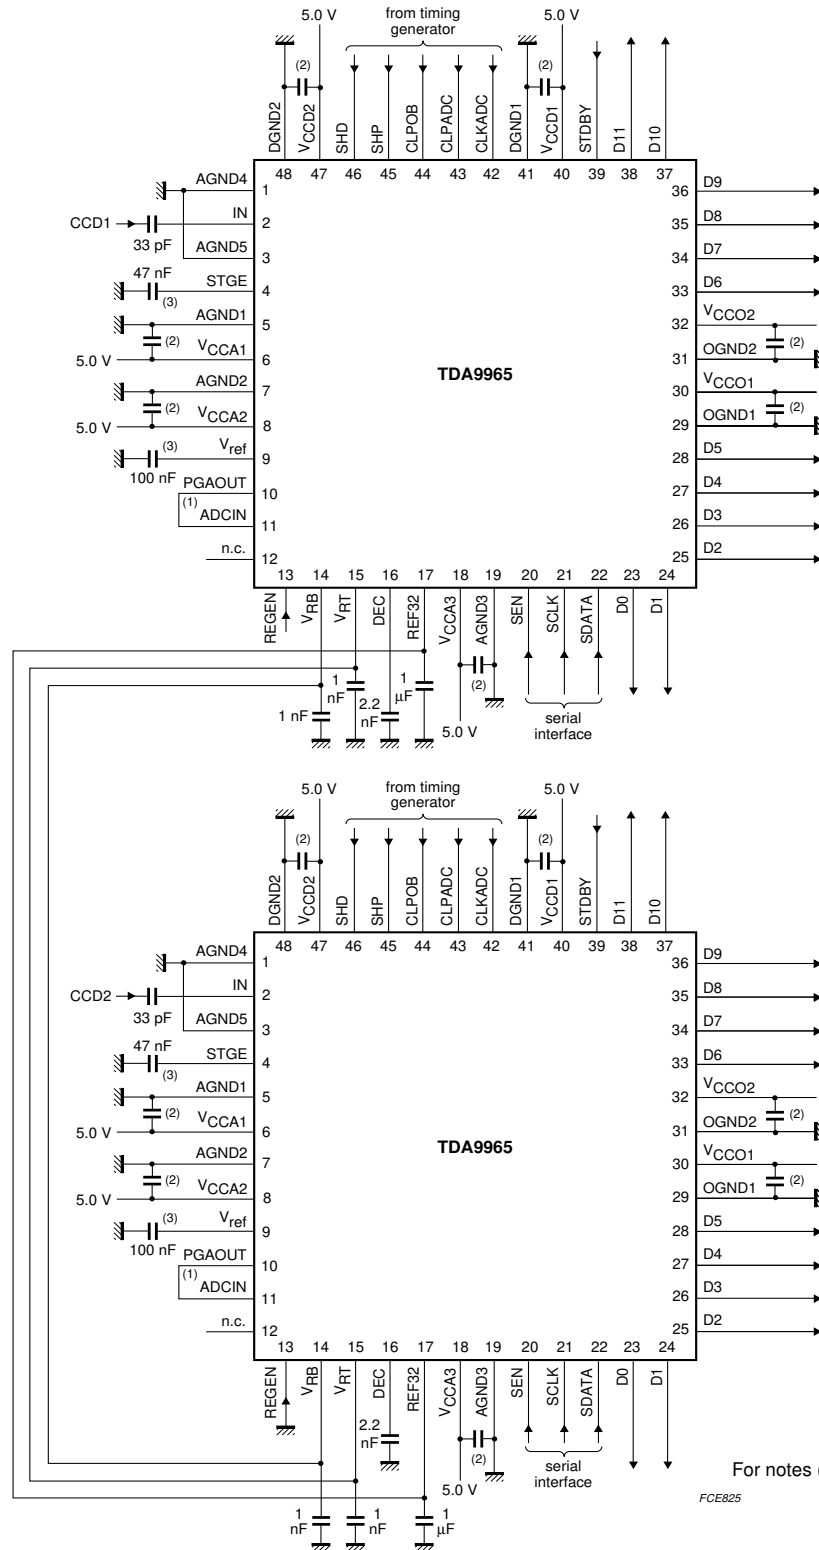 5.0 V
from timing
generator
5.0 V
(2)
(2)
DGND2
VCCD2
SHD
SHP
CLPOB
CLPADC
CLKADC
DGND1
VCCD1
STDBY
D11
D10
48
47
46
45
44
43
42
41
40
39
38
37
AGND4
1
36
D9
CCD1
IN
2
35
D8
33 pF
AGND5
3
34
D7
47 nF
(3)
STGE
4
33
D6
AGND1
5
32
VCCO2
(2)
(2)
5.0 V
VCCA1
6
31
OGND2
TDA9965
AGND2
7
30
VCCO1
(2)
(2)
5.0 V
VCCA2
8
29
OGND1
(3)
100 nF
Vref
9
28
D5
PGAOUT
10
27
D4
(1)
ADCIN
11
26
D3
n.c.
12
25
D2
13
14
15
16
17
18
19
20
21
22
23
24
REGEN
VRB
VRT
DEC
REF32
VCCA3
AGND3
SEN
SCLK
SDATA
D0
D1
1 nF
1
nF
2.2
nF
1
µF
(2)
5.0 V
serial
interface
5.0 V
from timing
generator
5.0 V
(2)
(2)
DGND2
VCCD2
SHD
SHP
CLPOB
CLPADC
CLKADC
DGND1
VCCD1
STDBY
D11
D10
48
47
46
45
44
43
42
41
40
39
38
37
AGND4
1
36
D9
CCD2
IN
2
35
D8
33 pF
AGND5
3
34
D7
47 nF
(3)
STGE
4
33
D6
AGND1
5
32
VCCO2
(2)
(2)
5.0 V
VCCA1
6
31
OGND2
TDA9965
AGND2
7
30
VCCO1
(2)
(2)
5.0 V
VCCA2
8
29
OGND1
(3)
100 nF
Vref
9
28
D5
PGAOUT
10
27
D4
(1)
ADCIN
11
26
D3
n.c.
12
25
D2
13
14
15
16
17
18
19
20
21
22
23
24
REGEN
VRB
VRT
DEC
REF32
VCCA3
AGND3
SEN
SCLK
SDATA
D0
D1
2.2
nF
(2)
5.0 V
serial
interface
For notes
FCE825
1
nF
1
nF
1
µF